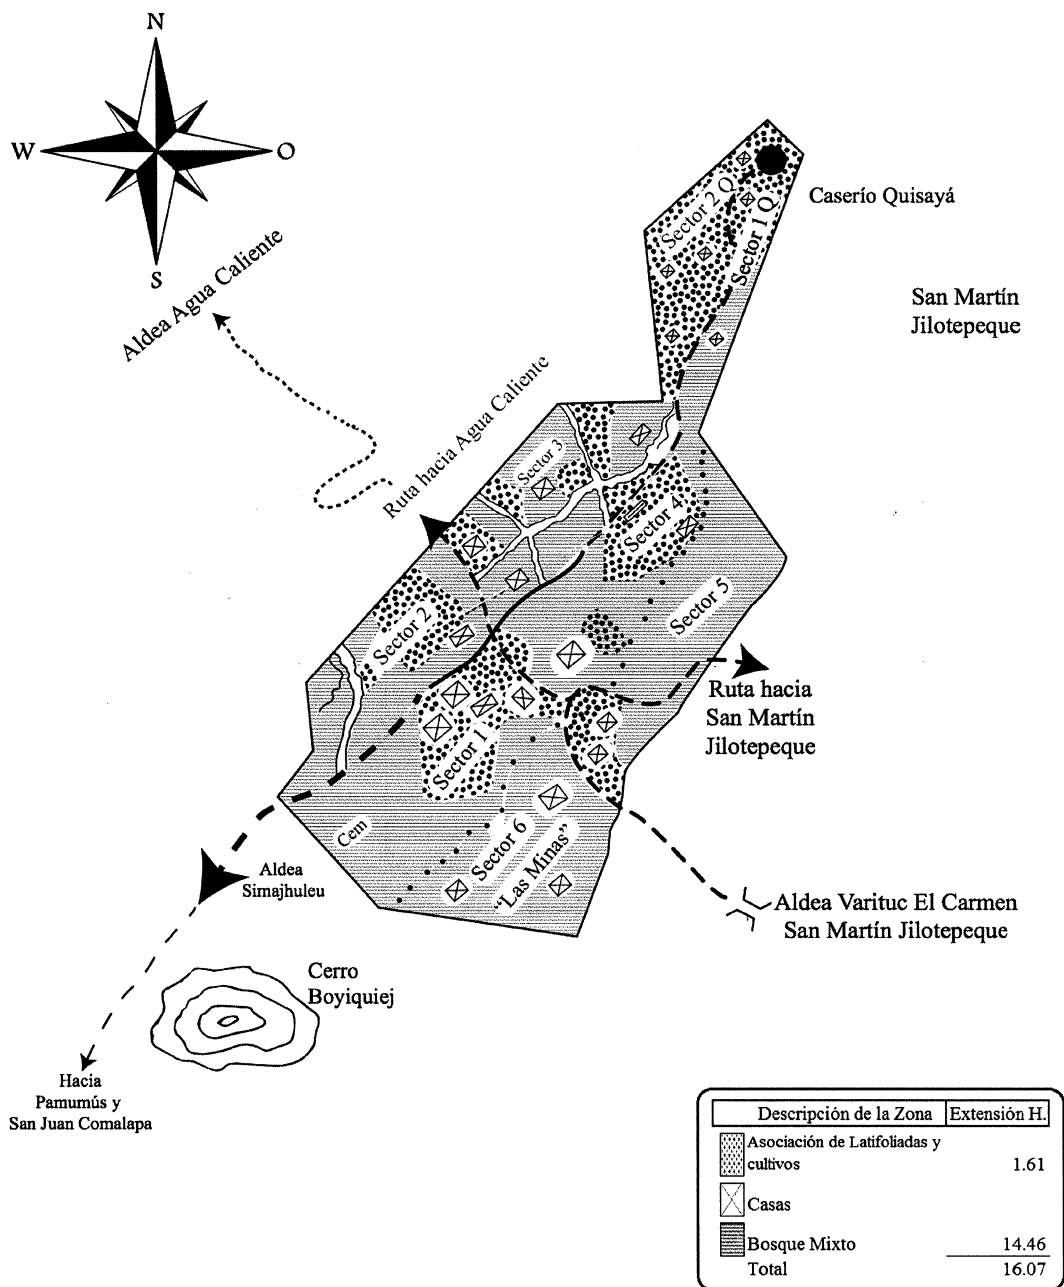 N
W
O
S
Aldea Agua Caliente
Caserío Quisayá
Sector 2 Q
Sector 1 Q
San Martín
Jilotepeque
Ruta hacia Agua Caliente
Sector 3
Sector 4
Sector 2
Sector 5
Ruta hacia
San Martín
Jilotepeque
Sector 1
Cem
Sector 6
“Las Minas”
Aldea
Simajhuleu
Aldea Varituc El Carmen
San Martín Jilotepeque
Cerro
Boyiquiej
Hacia
Pamumús y
San Juan Comalapa
Descripción de la Zona Extensión H.
Asociación de Latifoliadas y
cultivos 1.61
Casas
Bosque Mixto 14.46
Total 16.07